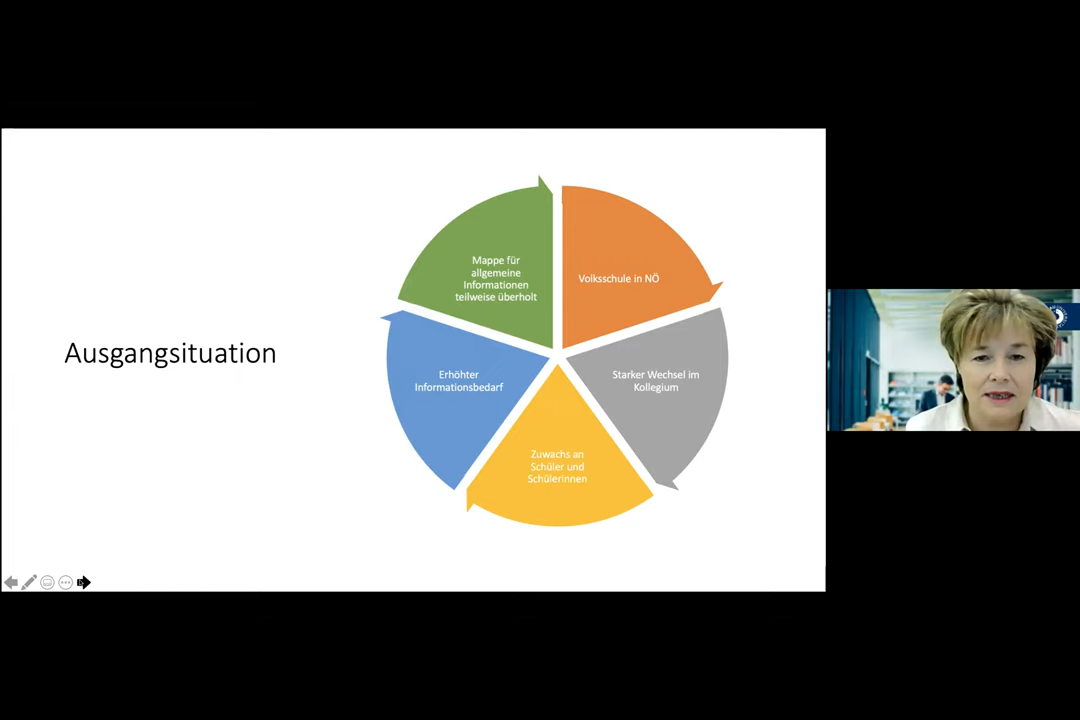 Ausgangsituation
Mappe für
allgemeine
Informationen
teilweise überholt
Volksschule in NÖ
Starker Wechsel im
Kollegium
Zuwachs an
Schüler und
Schülerinnen
Erhöhter
Informationsbedarf